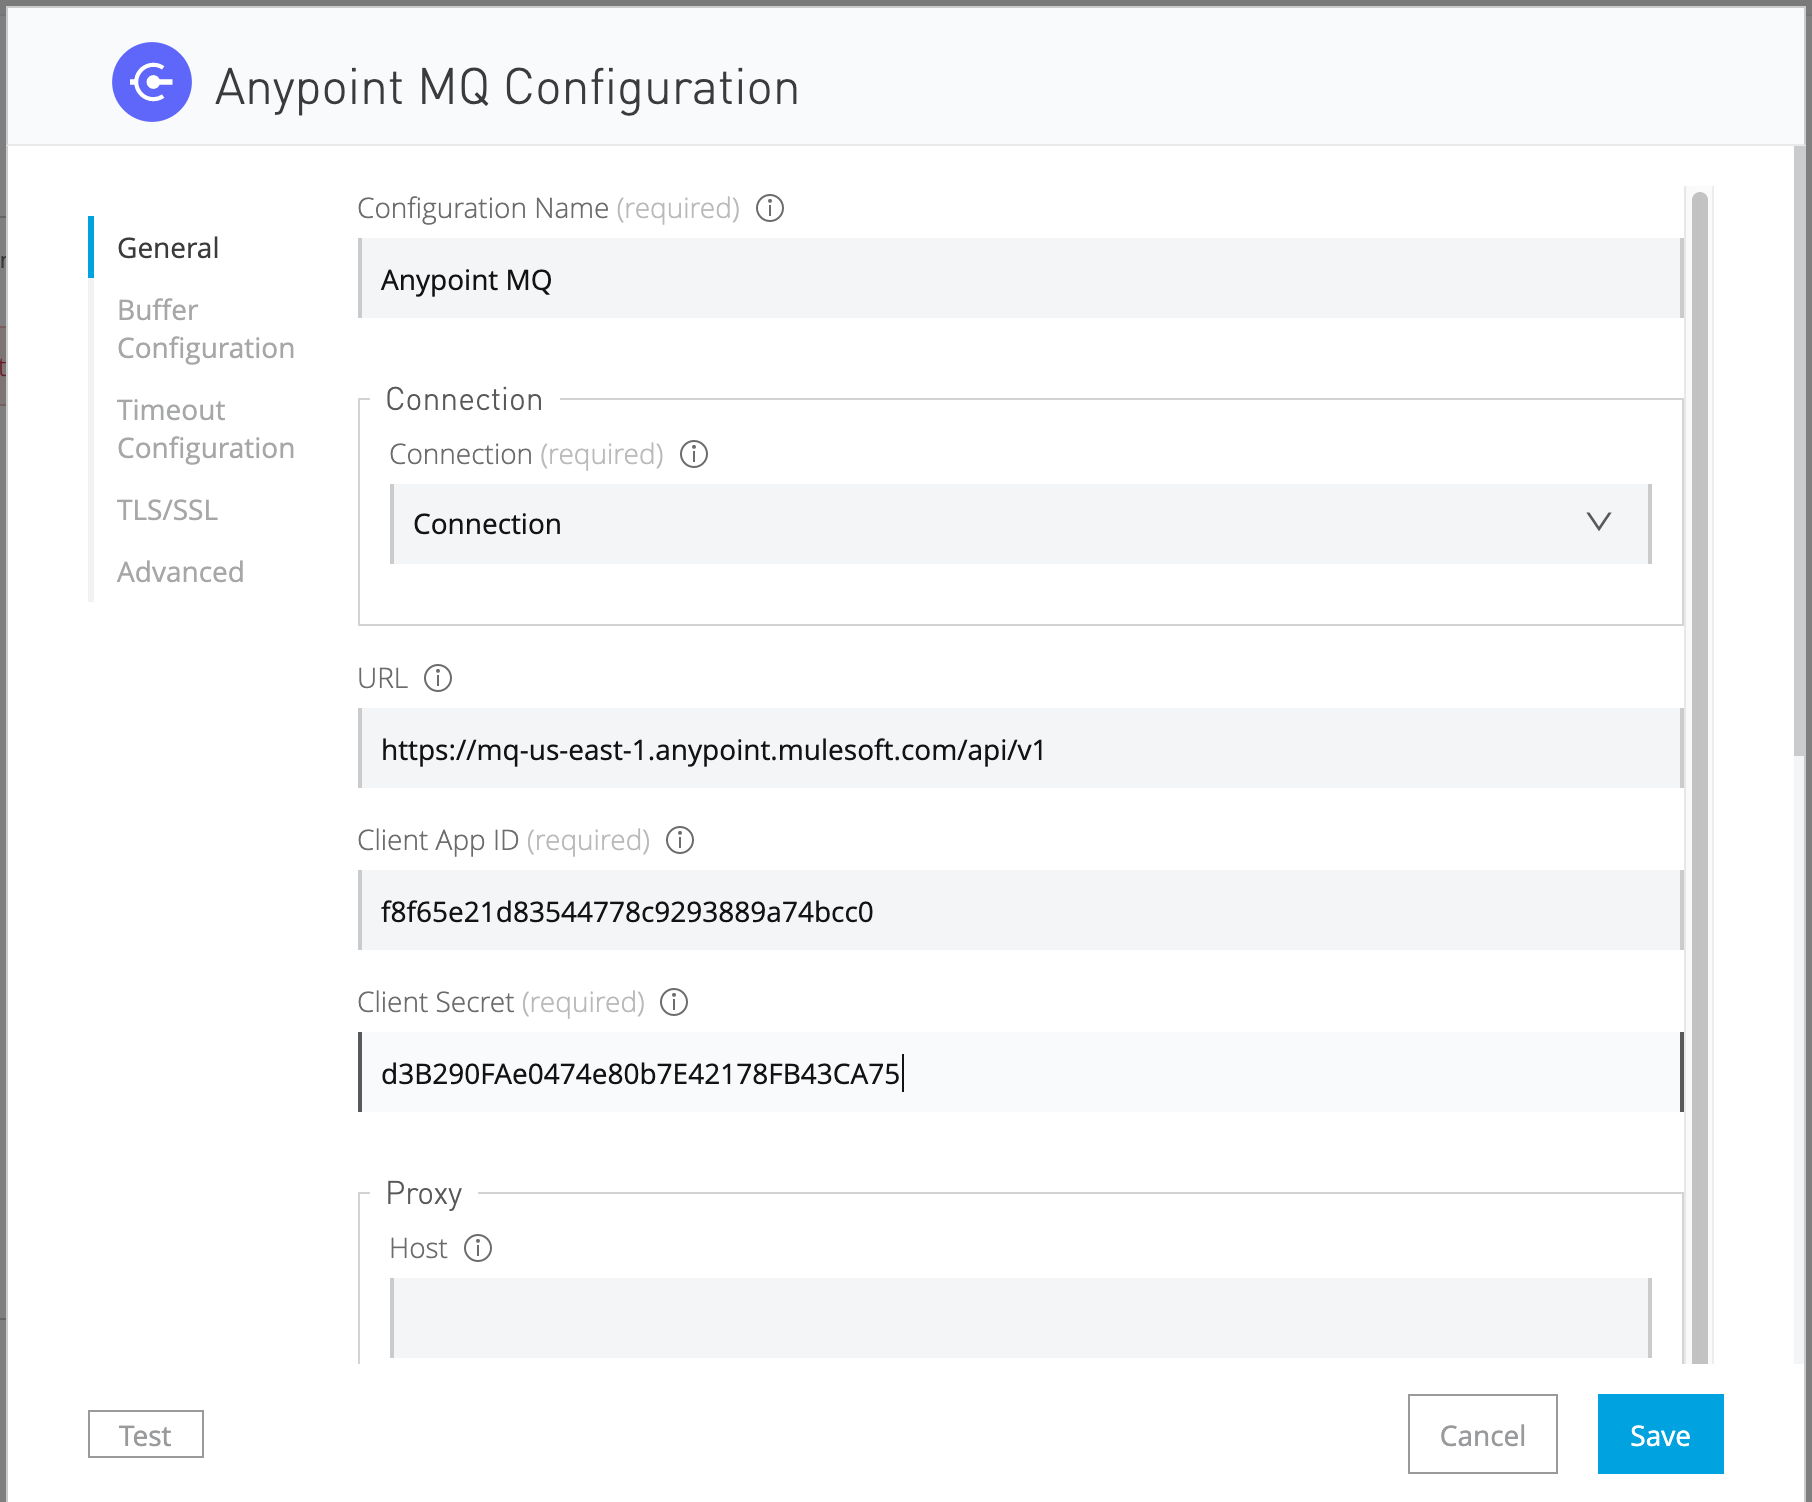 Anypoint MQ Configuration
General
Buffer
Configuration
Timeout
Configuration
TLS/SSL
Advanced
Configuration Name (required)
Anypoint MQ
Connection
Connection (required)
Connection
URL
https://mq-us-east-1.anypoint.mulesoft.com/api/v1
Client App ID (required)
f8f65e21d83544778c9293889a74bcc0
Client Secret (required)
d3B290FAe0474e80b7E42178FB43CA75
Proxy
Host
Test
Cancel
Save